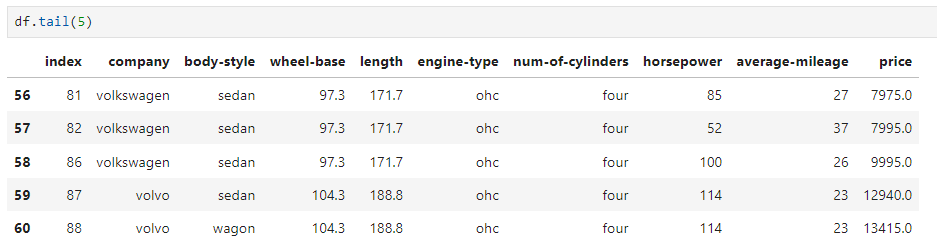 df.tail(5)
index company body-style wheel-base length engine-type num-of-cylinders horsepower average-mileage price
56 81 volkswagen sedan 97.3 171.7 ohc four 85 27 7975.0
57 82 volkswagen sedan 97.3 171.7 ohc four 52 37 7995.0
58 86 volkswagen sedan 97.3 171.7 ohc four 100 26 9995.0
59 87 volvo sedan 104.3 188.8 ohc four 114 23 12940.0
60 88 volvo wagon 104.3 188.8 ohc four 114 23 13415.0